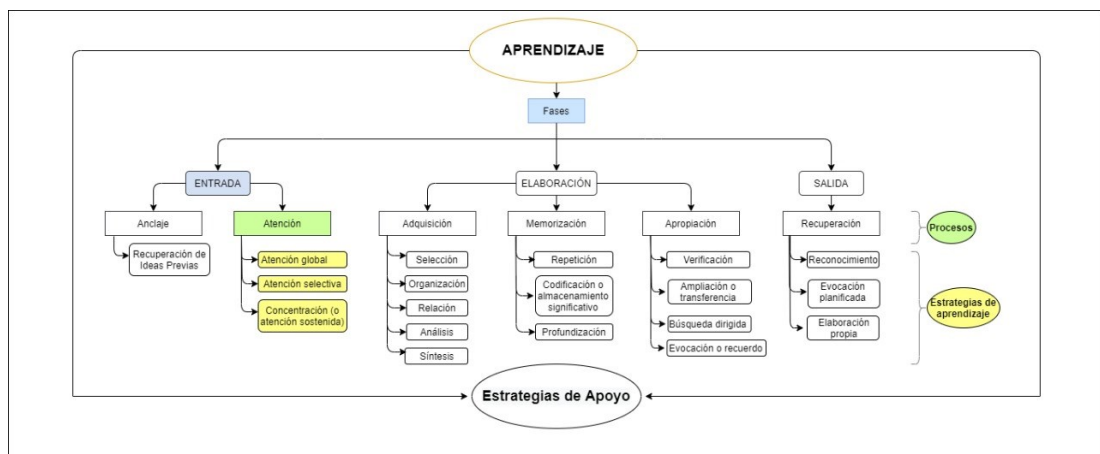 APRENDIZAJE
Fases
ENTRADA
ELABORACIÓN
SALIDA
Anclaje
Atención
Adquisición
Memorización
Apropiación
Recuperación
Procesos
Recuperación de
Ideas Previas
Atención global
Atención selectiva
Concentración (o
atención sostenida)
Selección
Organización
Relación
Análisis
Síntesis
Repetición
Codificación o
almacenamiento
significativo
Profundización
Verificación
Ampliación o
transferencia
Búsqueda dirigida
Evocación o recuerdo
Reconocimiento
Evocación
planificada
Elaboración
propia
Estrategias de
aprendizaje
Estrategias de Apoyo